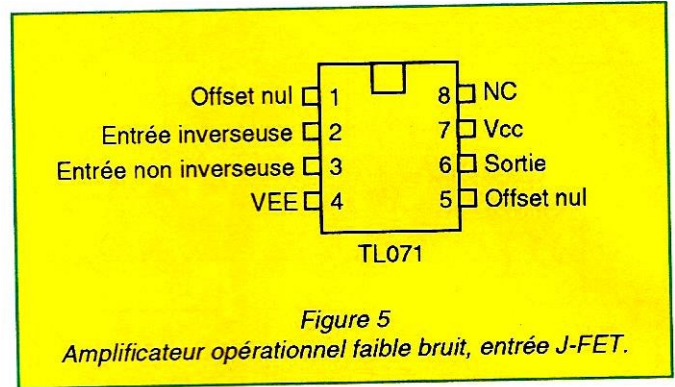 Offset nul 1 8 NC
Entrée inverseuse 2 7 Vcc
Entrée non inverseuse 3 6 Sortie
VEE 4 5 Offset nul
TL071
Figure 5
Amplificateur opérationnel faible bruit, entrée J-FET.